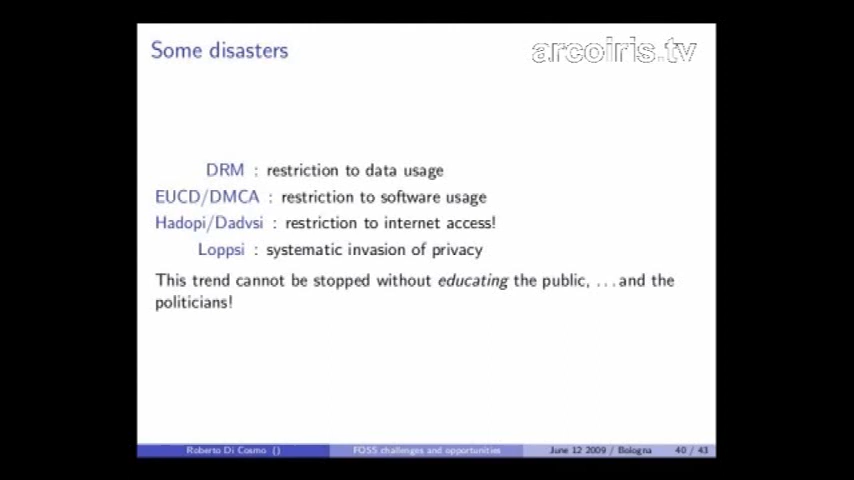 Some disasters
arcoiris.tv
DRM : restriction to data usage
EUCD/DMCA : restriction to software usage
Hadopi/Dadvsi : restriction to internet access!
Loppsi : systematic invasion of privacy
This trend cannot be stopped without educating the public, ...and the
politicians!
Roberto Di Cosmo () FOSS challenges and opportunities June 12 2009 / Bologna 40 / 43